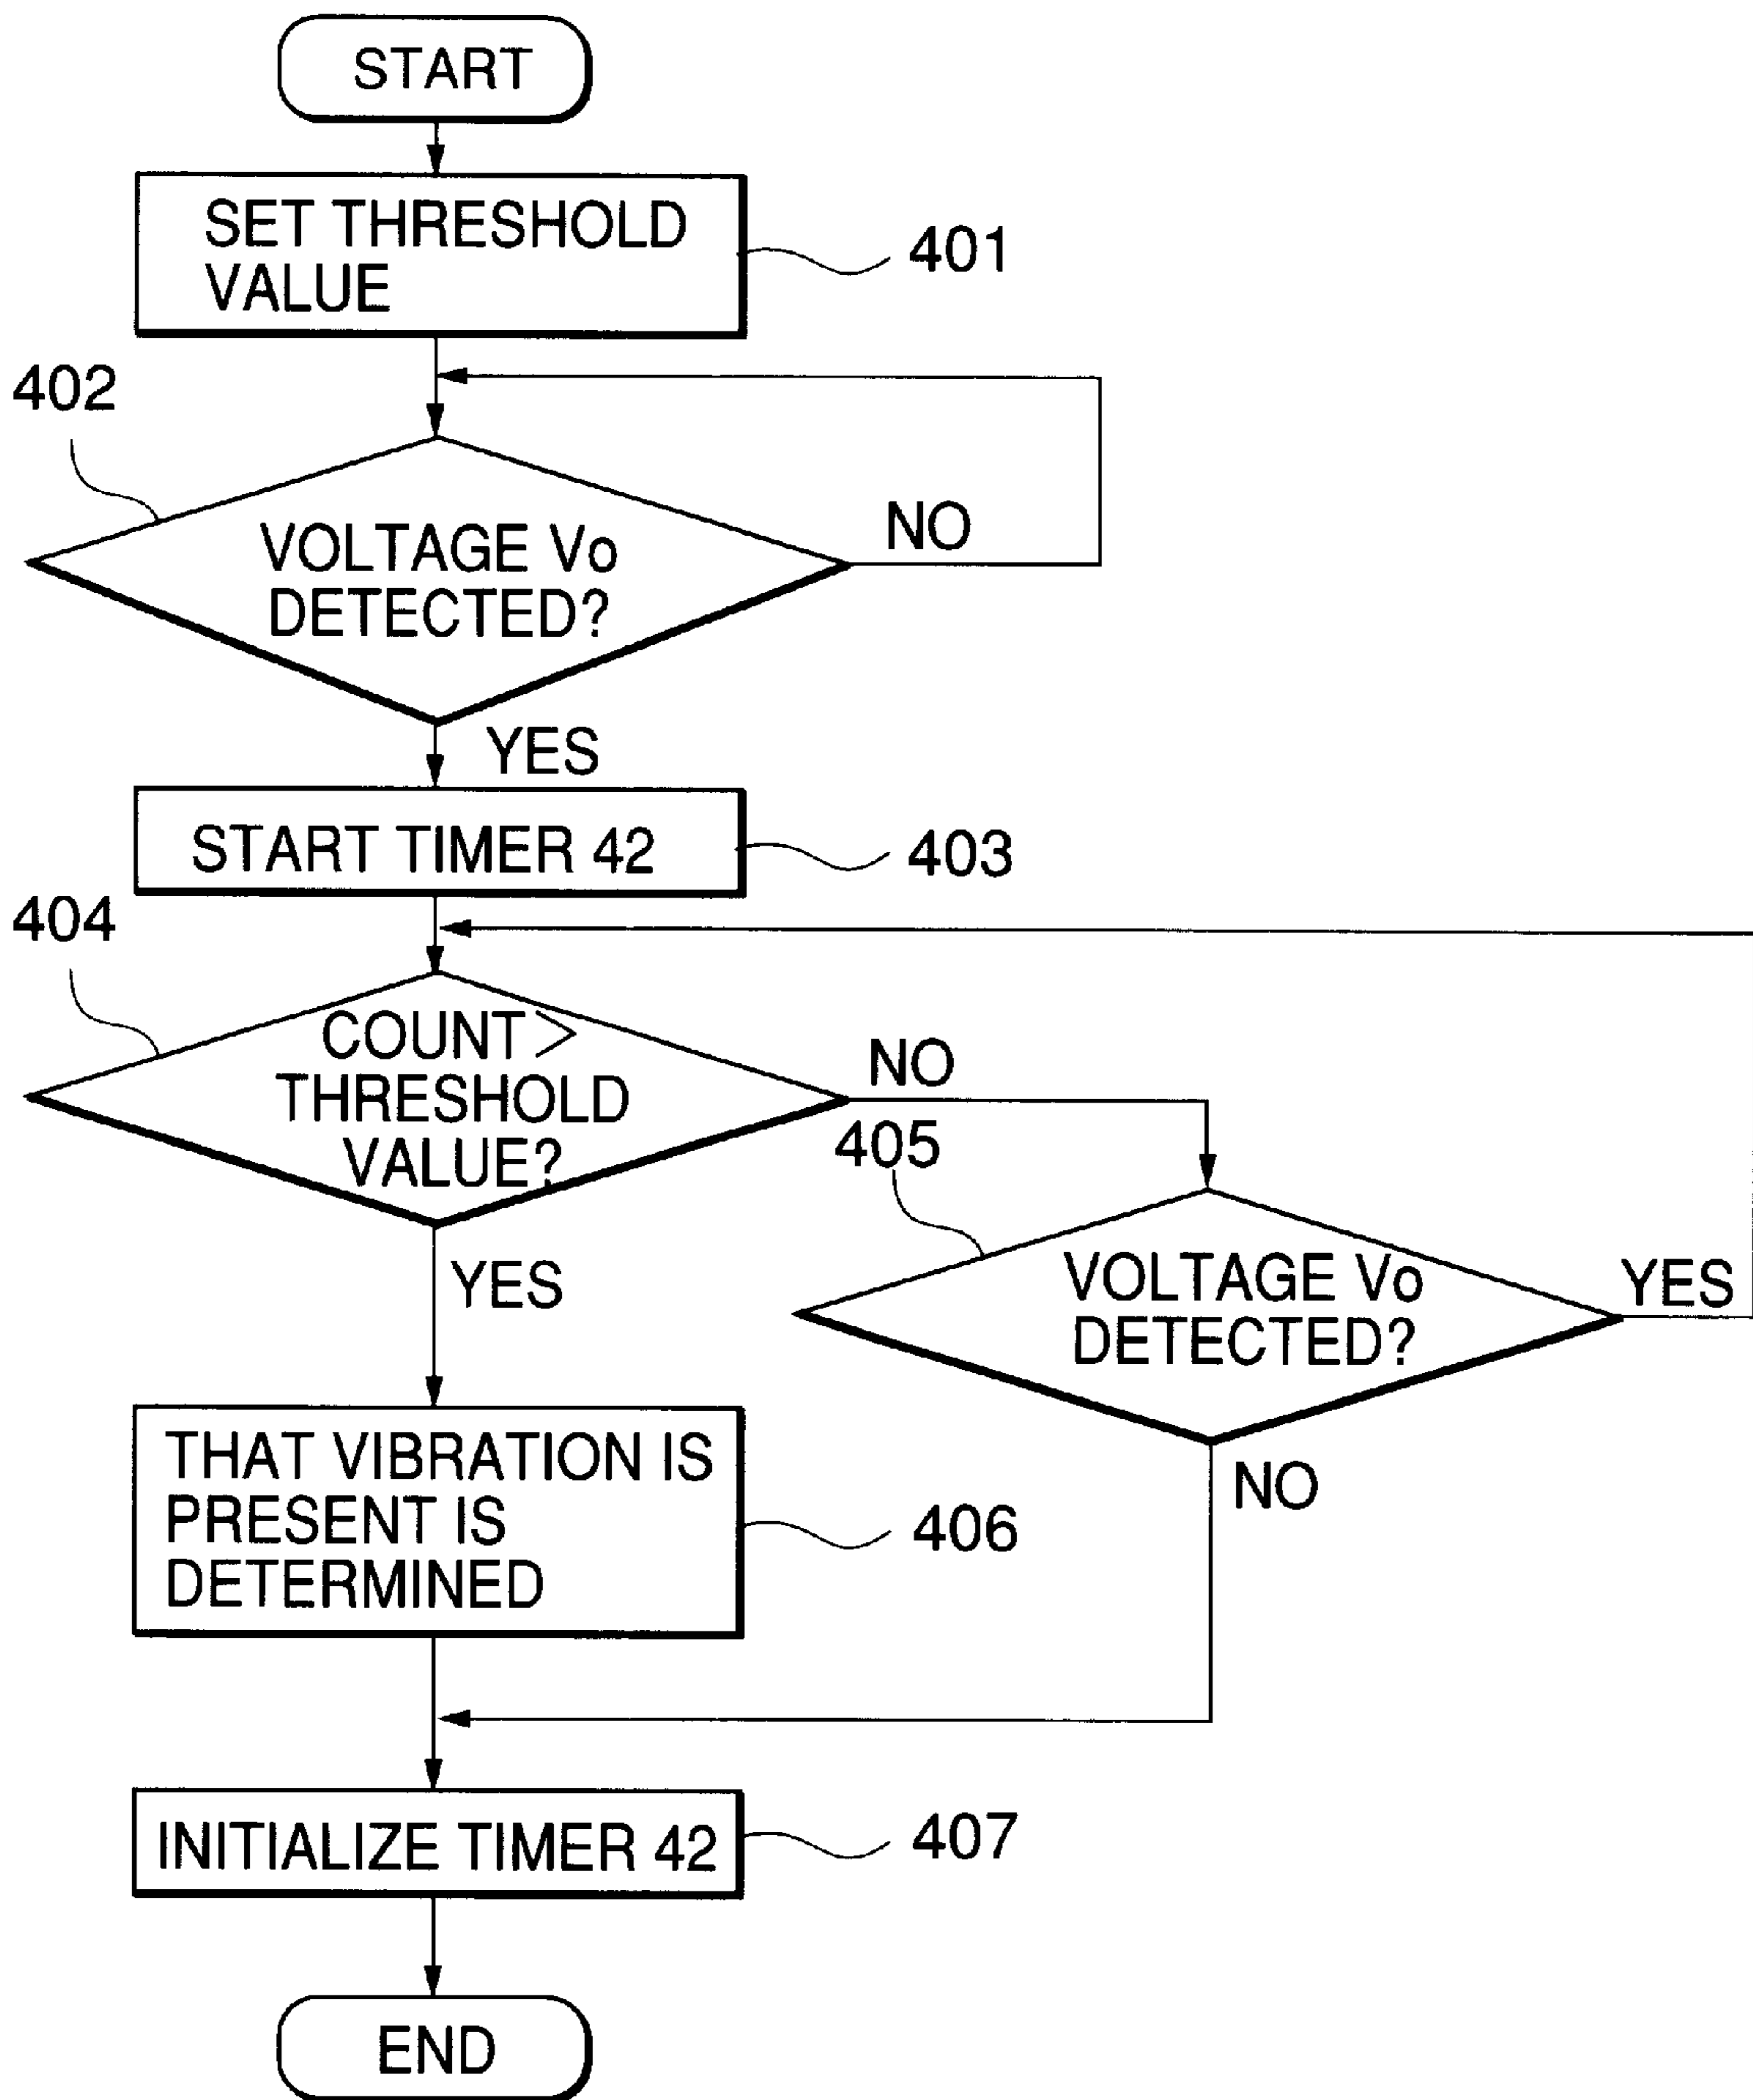 START
SET THRESHOLD
VALUE
401
402
VOLTAGE Vo
DETECTED?
NO
YES
START TIMER 42
403
404
COUNT >
THRESHOLD
VALUE?
NO
405
YES
VOLTAGE Vo
DETECTED?
YES
NO
THAT VIBRATION IS
PRESENT IS
DETERMINED
406
INITIALIZE TIMER 42
407
END